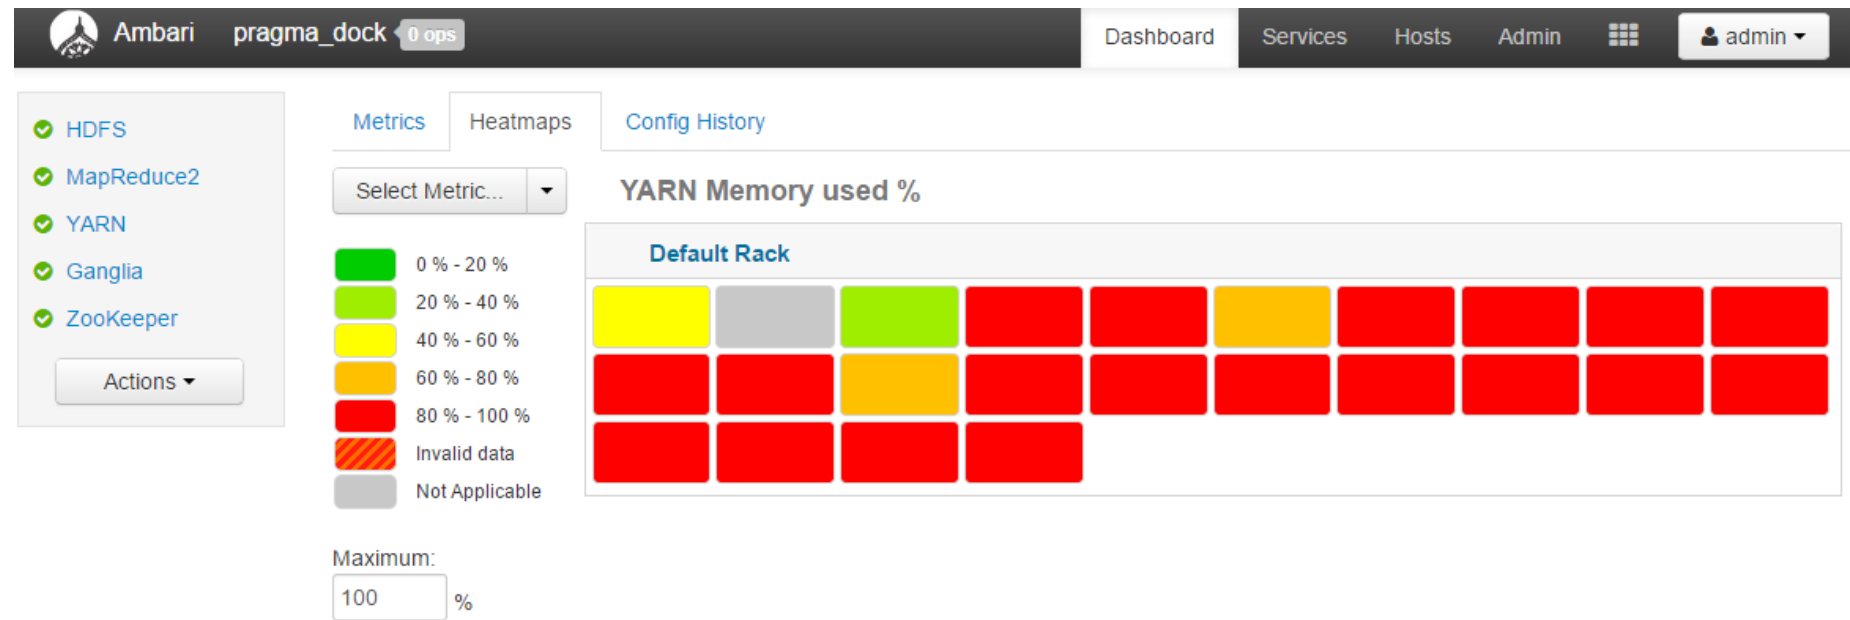 Ambari pragma_dock 0 ops Dashboard Services Hosts Admin admin
HDFS
MapReduce2
YARN
Ganglia
ZooKeeper
Actions
Metrics Heatmaps Config History
Select Metric... YARN Memory used %
Default Rack
0 % - 20 %
20 % - 40 %
40 % - 60 %
60 % - 80 %
80 % - 100 %
Invalid data
Not Applicable
Maximum:
100 %